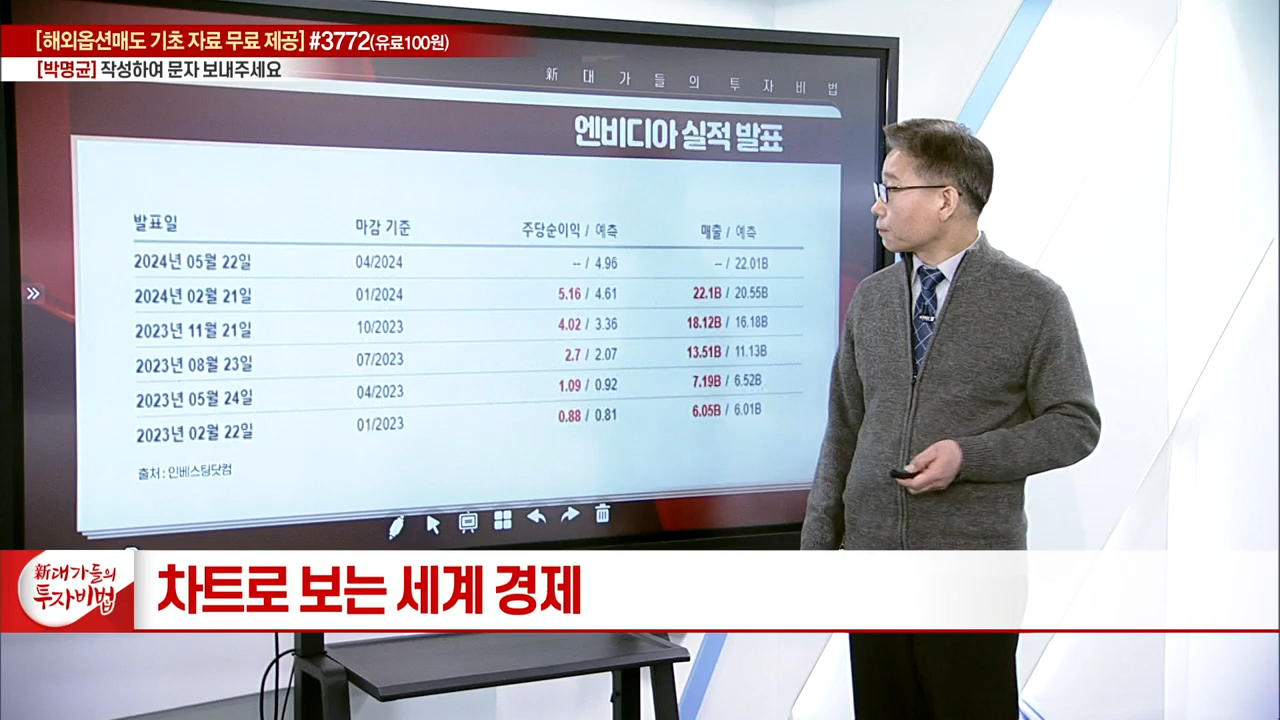 [해외옵션매도 기초 자료 무료 제공] #3772(유료100원)
[박명균] 작성하여 문자 보내주세요
新 대 가 들 의 투 자 비 법
엔비디아 실적 발표
발표일 마감 기준 주당순이익 / 예측 매출 / 예측
2024년 05월 22일 04/2024 -- / 4.96 -- / 22.01B
2024년 02월 21일 01/2024 5.16 / 4.61 22.1B / 20.55B
2023년 11월 21일 10/2023 4.02 / 3.36 18.12B / 16.18B
2023년 08월 23일 07/2023 2.7 / 2.07 13.51B / 11.13B
2023년 05월 24일 04/2023 1.09 / 0.92 7.19B / 6.52B
2023년 02월 22일 01/2023 0.88 / 0.81 6.05B / 6.01B
출처 : 인베스팅닷컴
新대가들의
투자비법
차트로 보는 세계 경제